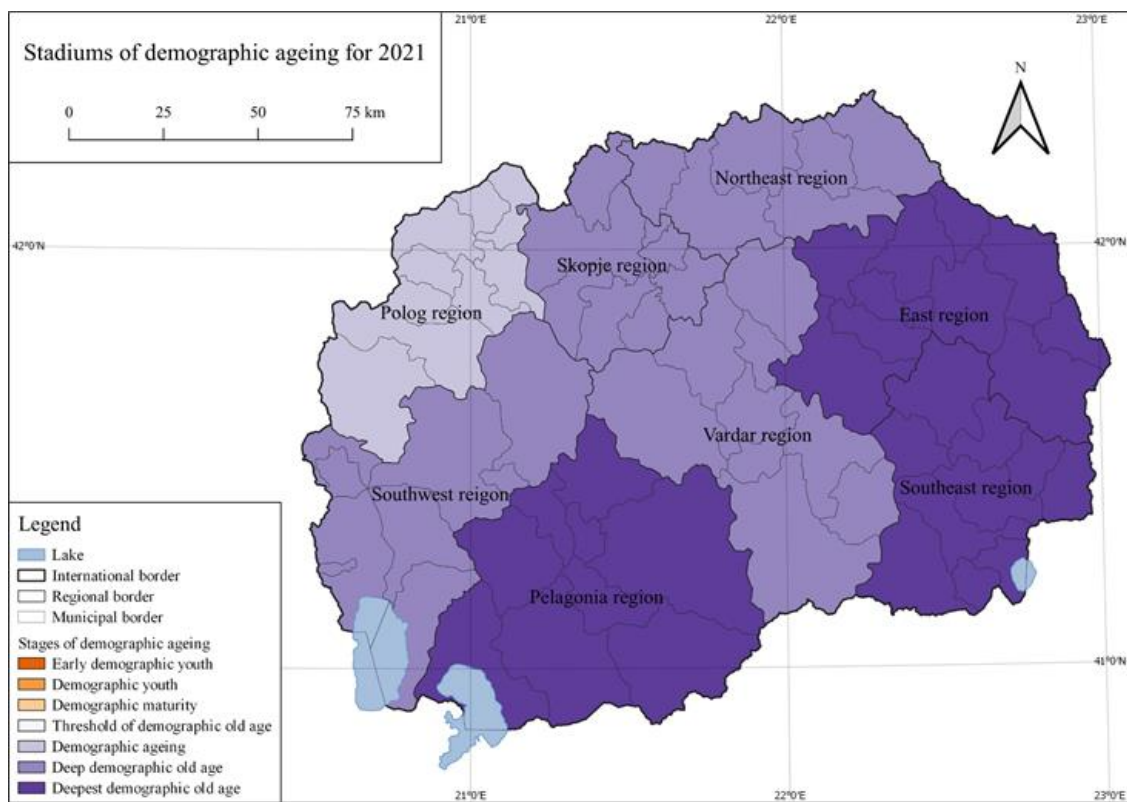 21°0'E 22°0'E 23°0'E
Stadiums of demographic ageing for 2021
0 25 50 75 km
N
Northeast region
42°0'N 42°0'N
Skopje region
Polog region
East region
Vardar region
Southwest reigon
Southeast region
Pelagonia region
41°0'N
Legend
Lake
International border
Regional border
Municipal border
Stages of demographic ageing
Early demographic youth
Demographic youth
Demographic maturity
Threshold of demographic old age
Demographic ageing
Deep demographic old age
Deepest demographic old age
21°0'E 22°0'E 23°0'E